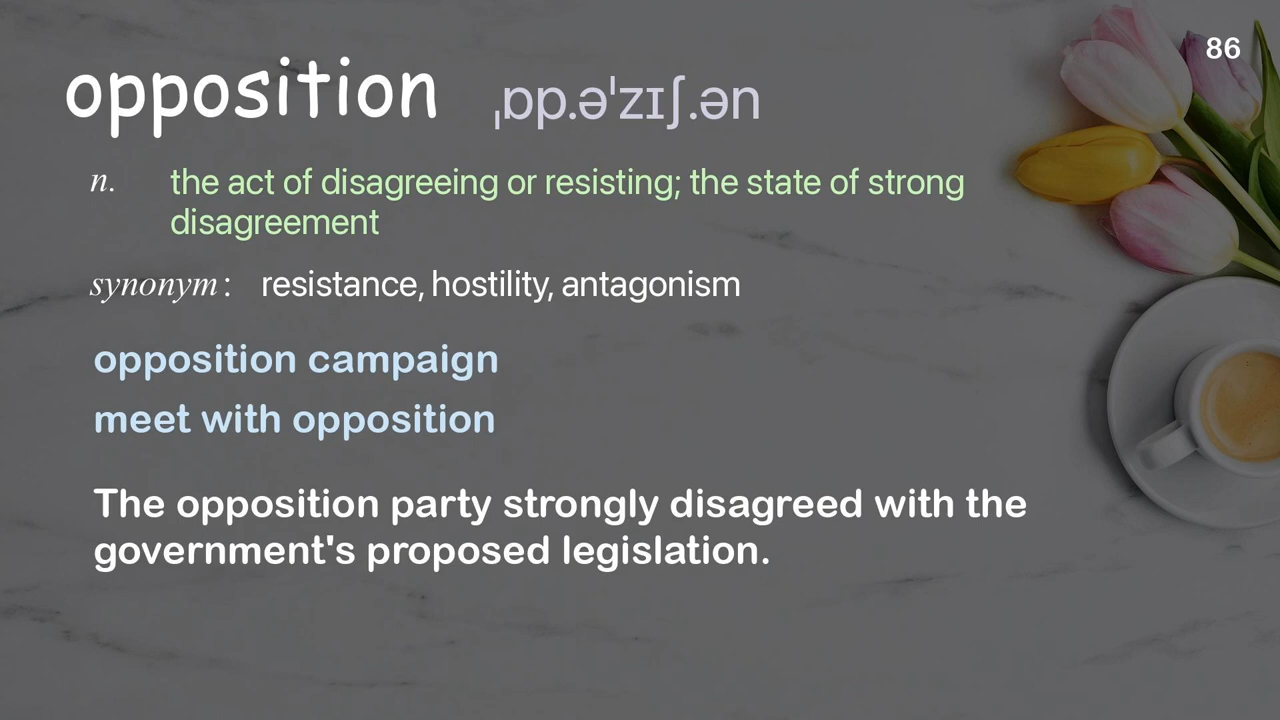 86
opposition ˌɒp.əˈzɪʃ.ən
n. the act of disagreeing or resisting; the state of strong
disagreement
synonym : resistance, hostility, antagonism
opposition campaign
meet with opposition
The opposition party strongly disagreed with the
government's proposed legislation.